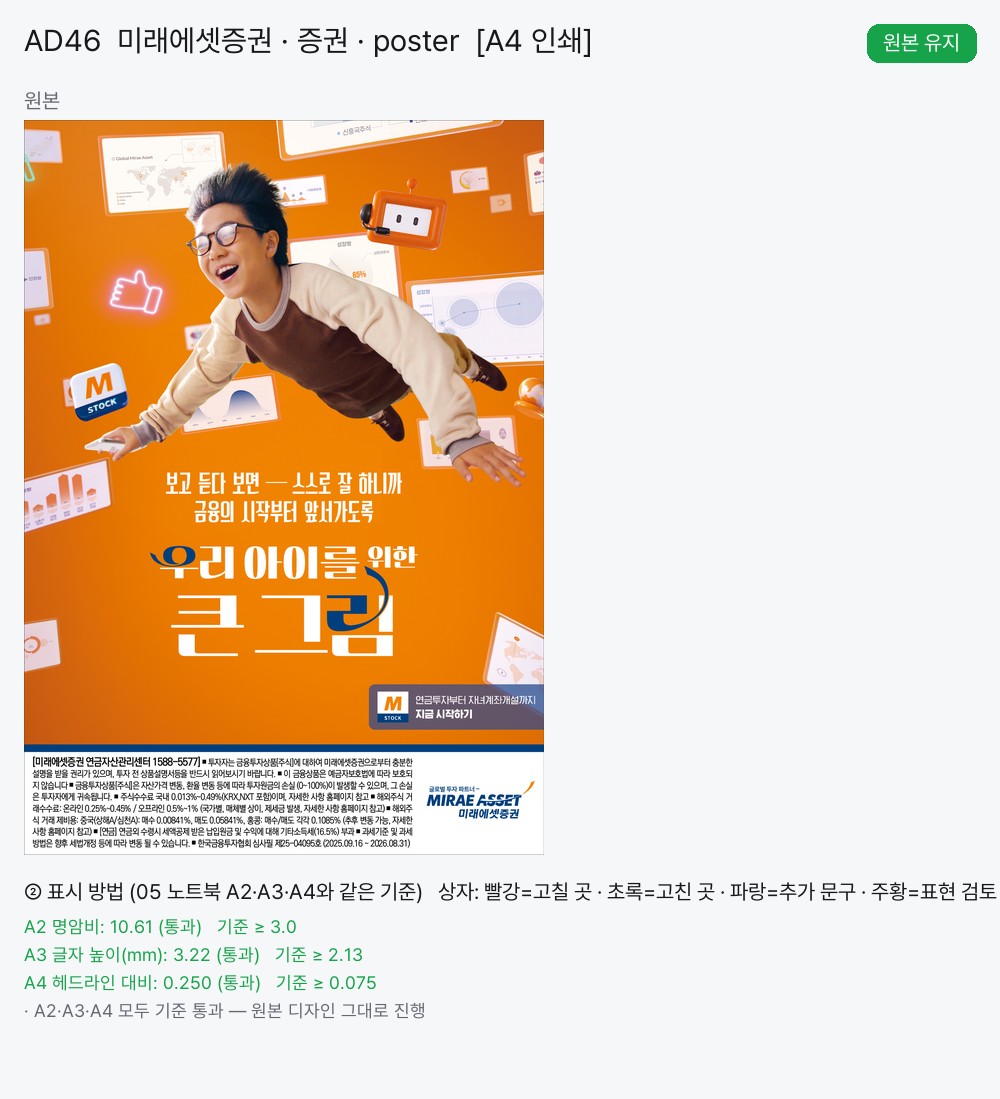 AD46 미래에셋증권 · 증권 · poster [A4 인쇄]
원본 유지
원본
신흥국주식
Global Mirae Asset
성장형
85%
성장형
M
STOCK
보고 듣다 보면 — 스스로 잘 하니까
금융의 시작부터 앞서가도록
우리 아이를 위한
큰 그림
M
STOCK
연금투자부터 자녀계좌개설까지
지금 시작하기
[미래에셋증권 연금자산관리센터 1588-5577] ■ 투자자는 금융투자상품[주식]에 대하여 미래에셋증권으로부터 충분한
설명을 받을 권리가 있으며, 투자 전 상품설명서등을 반드시 읽어보시기 바랍니다. ■ 이 금융상품은 예금자보호법에 따라 보호되
지 않습니다 ■ 금융투자상품[주식]은 자산가격 변동, 환율 변동 등에 따라 투자원금의 손실 (0~100%)이 발생할 수 있으며, 그 손실
은 투자자에게 귀속됩니다. ■ 주식수수료 국내 0.013%~0.49%(KRX,NXT 포함)이며, 자세한 사항 홈페이지 참고 ■ 해외주식 거
래수수료: 온라인 0.25%~0.45% / 오프라인 0.5%~1% (국가별, 매체별 상이, 제세금 발생, 자세한 사항 홈페이지 참고) ■ 해외주
식 거래 제비용: 중국(상해A/심천A): 매수 0.00841%, 매도 0.05841%, 홍콩: 매수/매도 각각 0.1085% (추후 변동 가능, 자세한
사항 홈페이지 참고) ■ [연금] 연금외 수령시 세액공제 받은 납입원금 및 수익에 대해 기타소득세(16.5%) 부과 ■ 과세기준 및 과세
방법은 향후 세법개정 등에 따라 변동 될 수 있습니다. ■ 한국금융투자협회 심사필 제25-04095호 (2025.09.16 ~ 2026.08.31)
글로벌 투자 파트너 –
MIRAE ASSET
미래에셋증권
② 표시 방법 (05 노트북 A2·A3·A4와 같은 기준) 상자: 빨강=고칠 곳 · 초록=고친 곳 · 파랑=추가 문구 · 주황=표현 검토
A2 명암비: 10.61 (통과) 기준 ≥ 3.0
A3 글자 높이(mm): 3.22 (통과) 기준 ≥ 2.13
A4 헤드라인 대비: 0.250 (통과) 기준 ≥ 0.075
· A2·A3·A4 모두 기준 통과 — 원본 디자인 그대로 진행